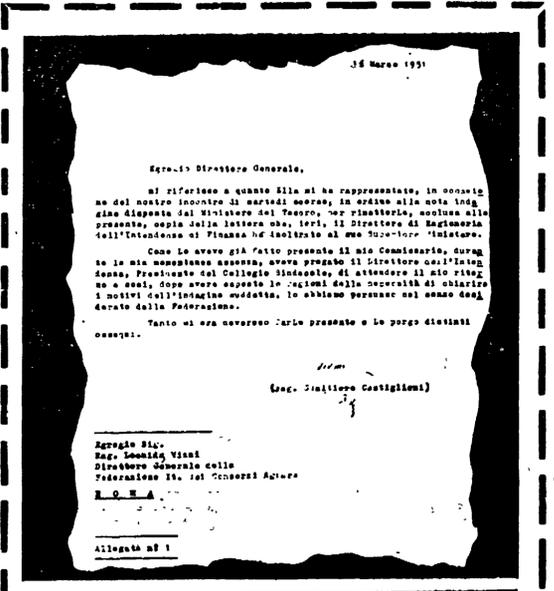 Marzo 1951
Egregio Direttore Generale,
mi riferisco a quanto Ella mi ha rappresentato, in occasio
ne del nostro incontro di martedì scorso, in ordine alla nota inda
gine disposta dal Ministero del Tesoro, per rimetterLe, acclusa alla
presente, copia della lettera che, ieri, il Direttore di Ragioneria
dell'Intendenza di Finanza ha inoltrato al suo Superiore Ministero.
Come Le avevo già fatto presente il mio Commissario, duran
te la mia momentanea assenza, aveva pregato il Direttore dell'Inten
denza, Presidente del Collegio Sindacale, di attendere il mio ritor
no e così, dopo avere esposto le ragioni della necessità di chiarire
i motivi dell'indagine suddetta, lo abbiamo persuaso nel senso desi
derato dalla Federazione.
Tanto mi era doveroso farLe presente e Le porgo distinti
ossequi.
(Rag. Castiglioni)
Egregio Sig.
Rag. Leonida Viani
Direttore Generale della
Federazione It. dei Consorzi Agrari
R O M A
Allegato n° 1